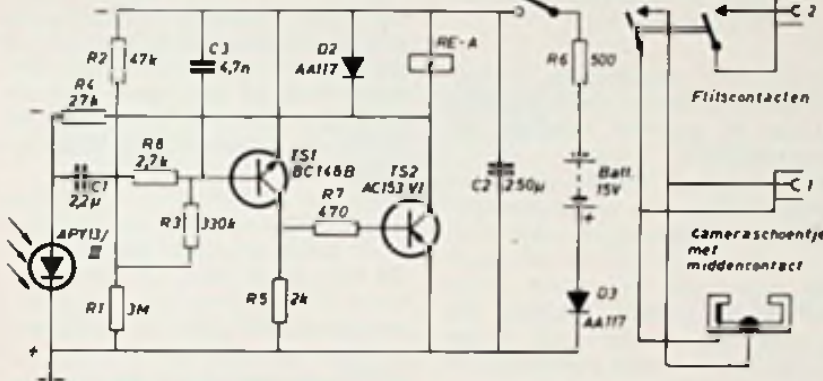 R2
47k
C3
4,7n
D2
AA117
RE-A
R6
500
2
Flitscontacten
R4
27k
R8
2,7k
C1
2,2µ
TS1
BC148B
TS2
AC153 VI
R7
470
C2
250µ
Batt.
15V
+
1
R3
330k
APY13/
III
Cameraschoentje
met
middencontact
R1
3M
R5
2k
D3
AA117
+